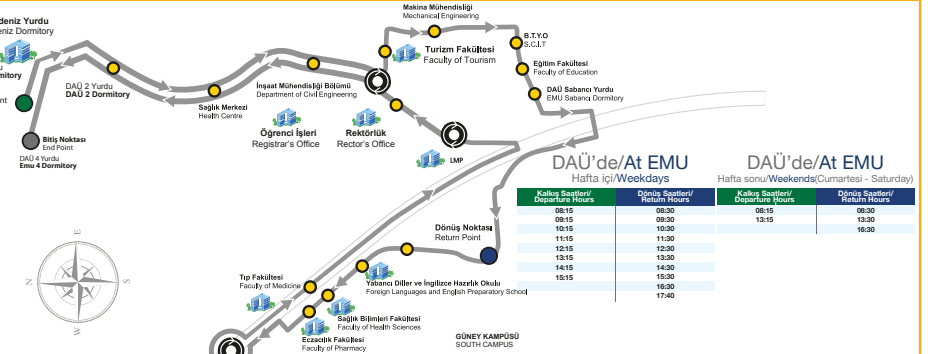 deniz Yurdu
eniz Dormitory
mitory
DAÜ 2 Yurdu
DAÜ 2 Dormitory
Bitiş Noktası
End Point
DAÜ 4 Yurdu
Emu 4 Dormitory
Sağlık Merkezi
Health Centre
İnşaat Mühendisliği Bölümü
Department of Civil Engineering
Öğrenci İşleri
Registrar's Office
Rektörlük
Rector's Office
Makina Mühendisliği
Mechanical Engineering
Turizm Fakültesi
Faculty of Tourism
B.T.Y.O
S.C.I.T
Eğitim Fakültesi
Faculty of Education
DAÜ Sabancı Yurdu
EMU Sabancı Dormitory
LMP
Dönüş Noktası
Return Point
Tıp Fakültesi
Faculty of Medicine
Yabancı Diller ve İngilizce Hazırlık Okulu
Foreign Languages and English Preparatory School
Sağlık Bilimleri Fakültesi
Faculty of Health Sciences
Eczacılık Fakültesi
Faculty of Pharmacy
GÜNEY KAMPÜSÜ
SOUTH CAMPUS
N
E
S
W
DAÜ'de/At EMU
Hafta içi/Weekdays
Kalkış Saatleri/ Dönüş Saatleri/
Departure Hours Return Hours
08:15 08:30
09:15 09:30
10:15 10:30
11:15 11:30
12:15 12:30
13:15 13:30
14:15 14:30
15:15 15:30
16:30
17:40
DAÜ'de/At EMU
Hafta sonu/Weekends(Cumartesi - Saturday)
Kalkış Saatleri/ Dönüş Saatleri/
Departure Hours Return Hours
08:15 08:30
13:15 13:30
16:30